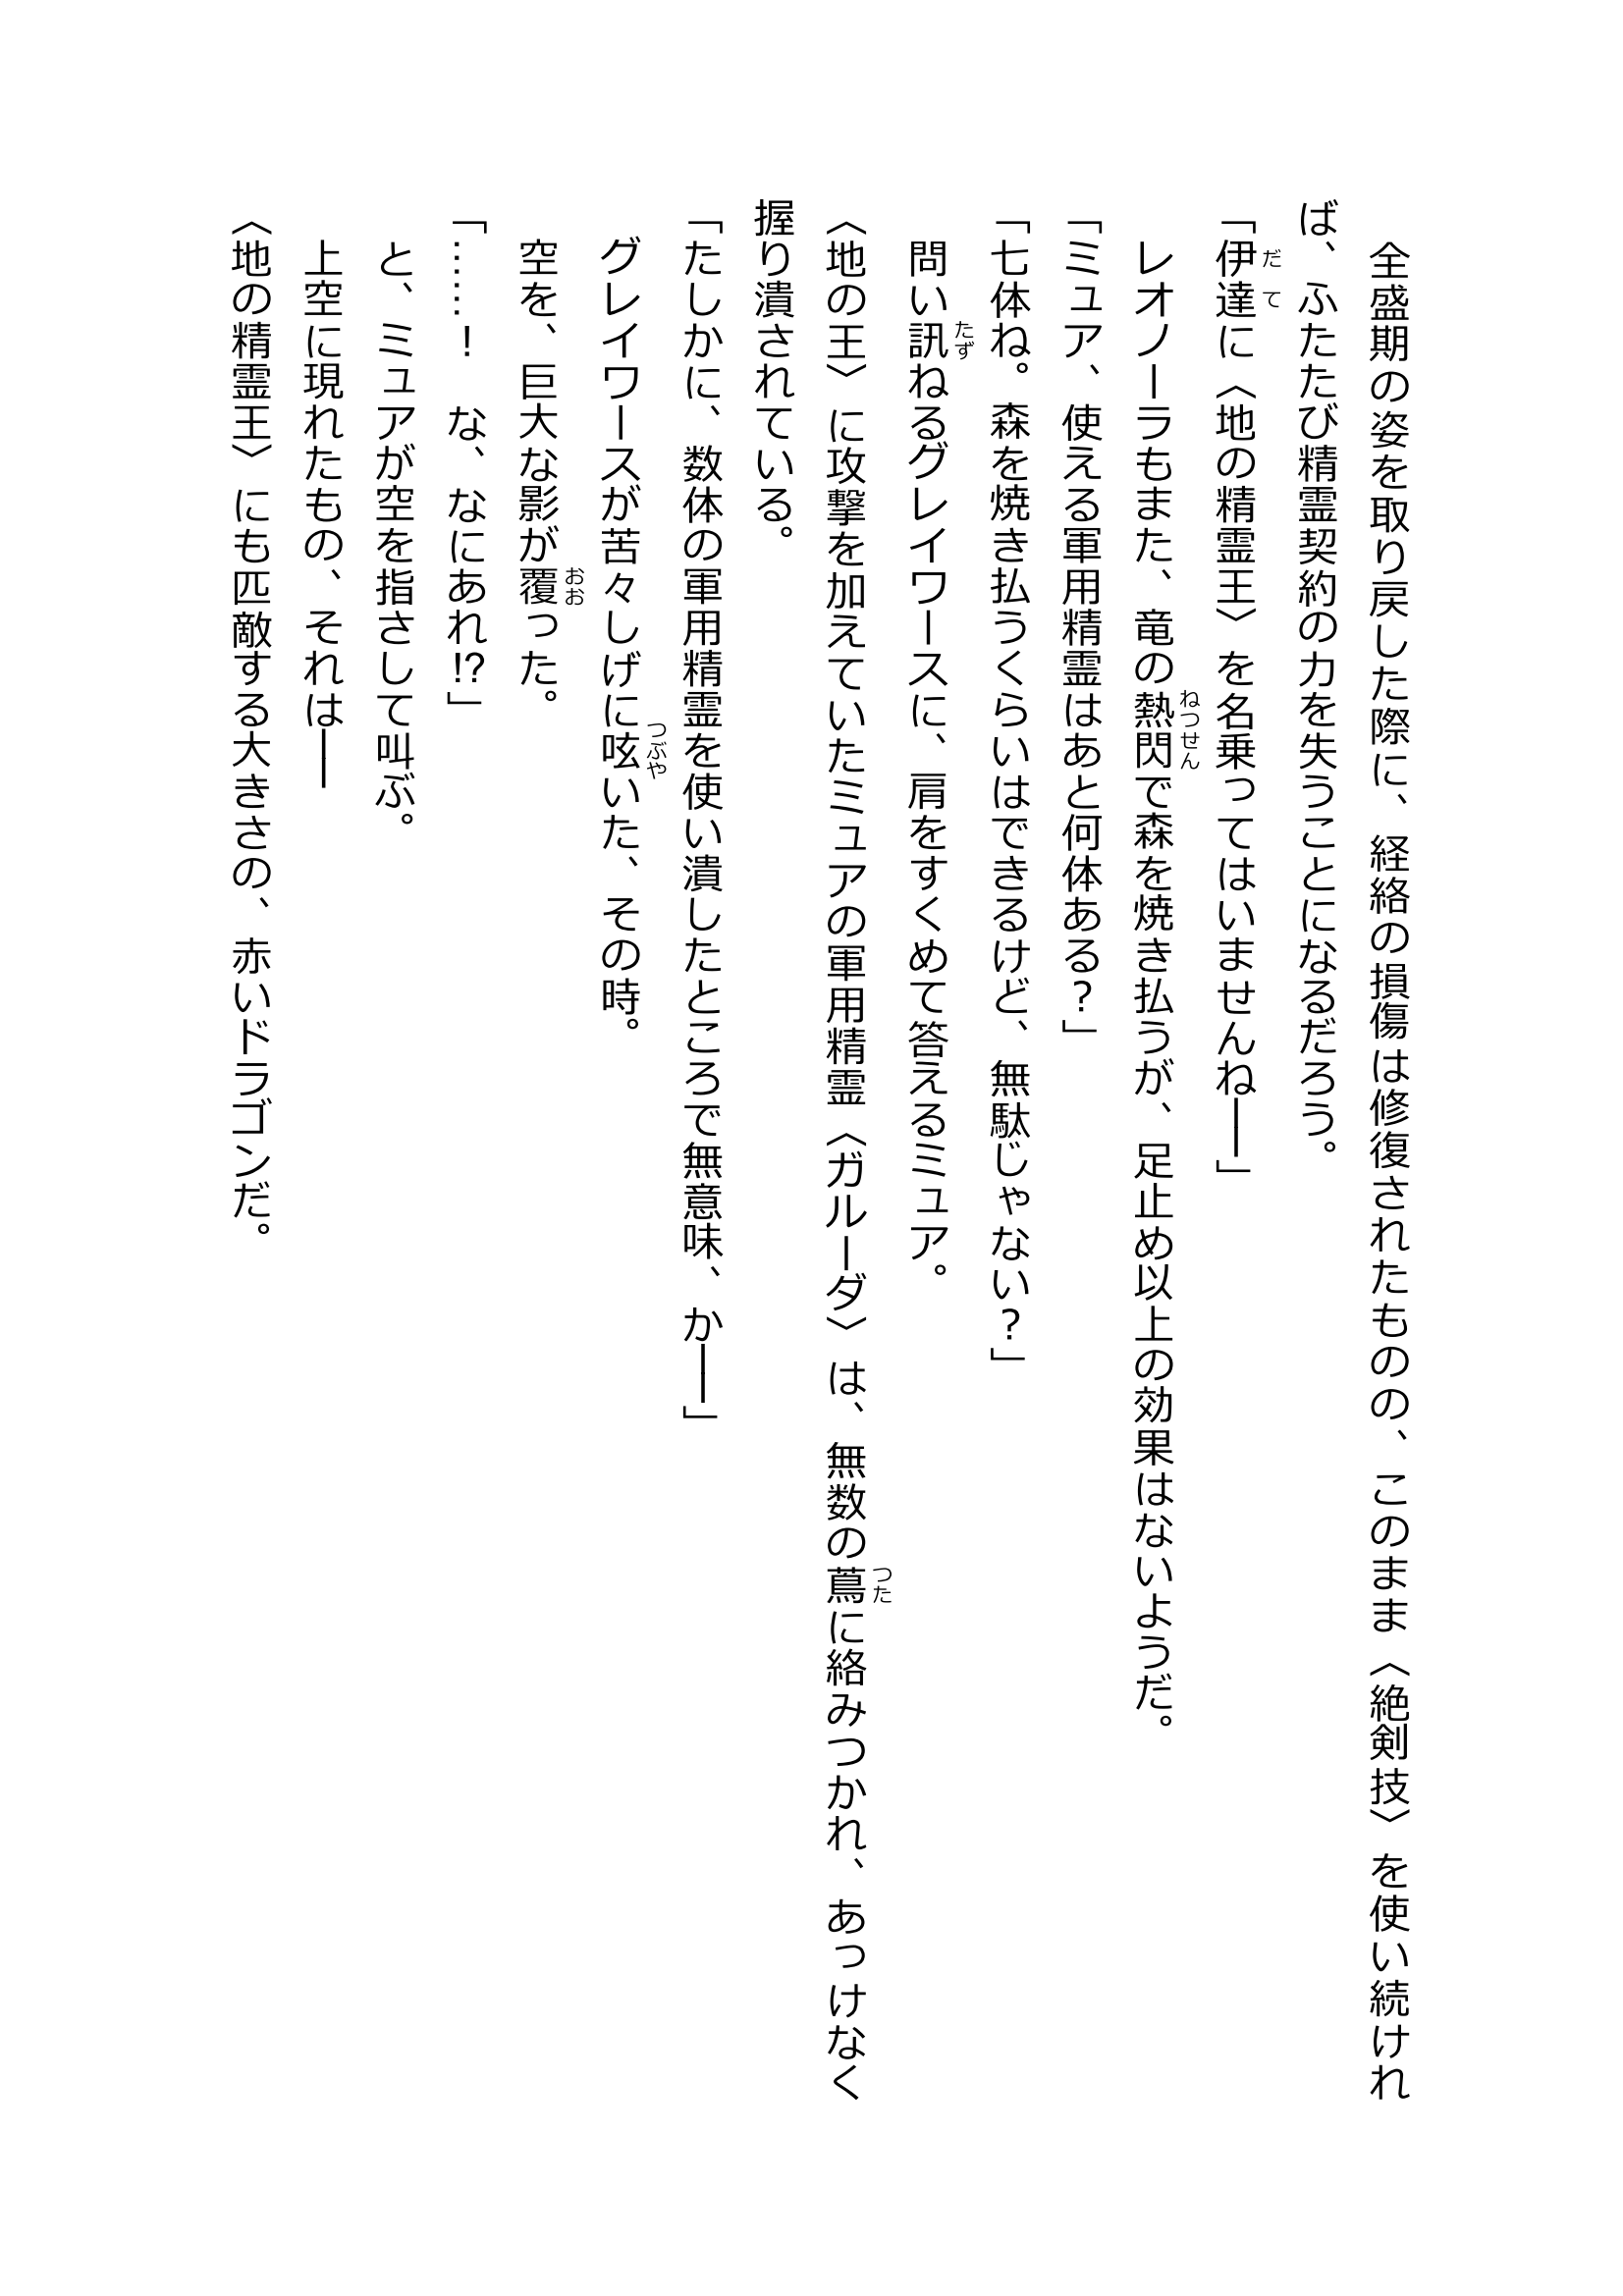 全盛期の姿を取り戻した際に、経絡の損傷は修復されたものの、このまま〈絶剣技〉を使い続けれ
ば、ふたたび精霊契約の力を失うことになるだろう。
「伊達に〈地の精霊王〉を名乗ってはいませんね――」
だて
レオノーラもまた、竜の熱閃で森を焼き払うが、足止め以上の効果はないようだ。
ねつせん
「ミュア、使える軍用精霊はあと何体ある?」
「七体ね。森を焼き払うくらいはできるけど、無駄じゃない?」
問い訊ねるグレイワースに、肩をすくめて答えるミュア。
たず
〈地の王〉に攻撃を加えていたミュアの軍用精霊〈ガルーダ〉は、無数の蔦に絡みつかれ、あっけなく
つた
握り潰されている。
「たしかに、数体の軍用精霊を使い潰したところで無意味、か――」
グレイワースが苦々しげに呟いた、その時。
つぶや
空を、巨大な影が覆った。
おお
「……! な、なにあれ⁉」
と、ミュアが空を指さして叫ぶ。
上空に現れたもの、それは――
〈地の精霊王〉にも匹敵する大きさの、赤いドラゴンだ。